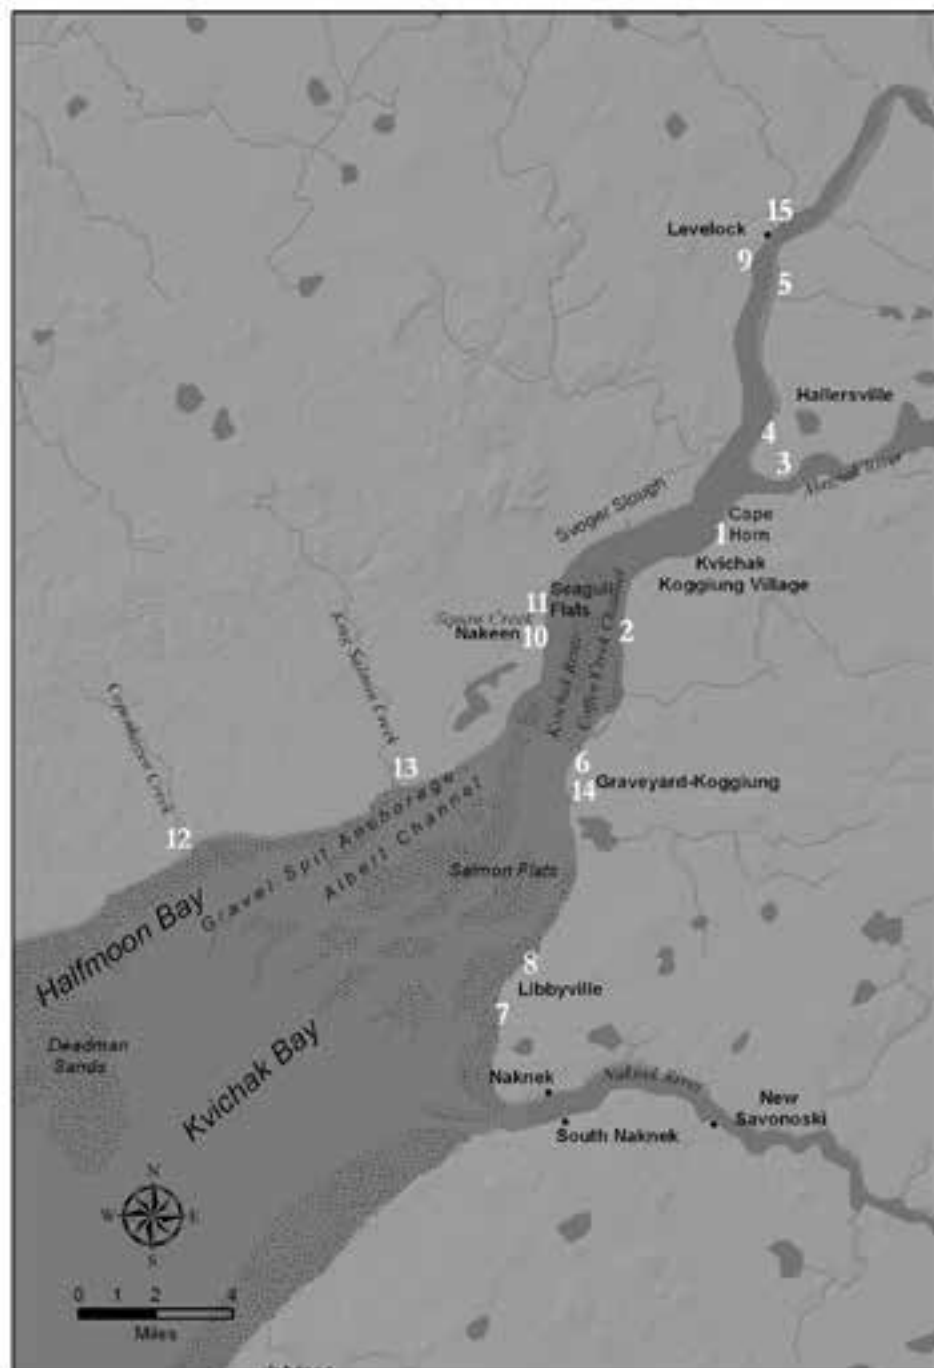 15
Levelock
9
5
Hallersville
4
3
Cape
Horn
1
Kvichak
Koggiung Village
Seagull
Flats
11
Nakeen
10
2
Kvichak River
King Salmon Creek
Copenhagen Creek
13
6
14
Graveyard-Koggiung
12
Gravel Spit Anchorage
Albert Channel
Salmon Flats
Halfmoon Bay
8
Libbyville
7
Deadman
Sands
Kvichak Bay
Naknek
Naknek River
New
Savonoski
South Naknek
N
W
E
S
0 1 2 4
Miles